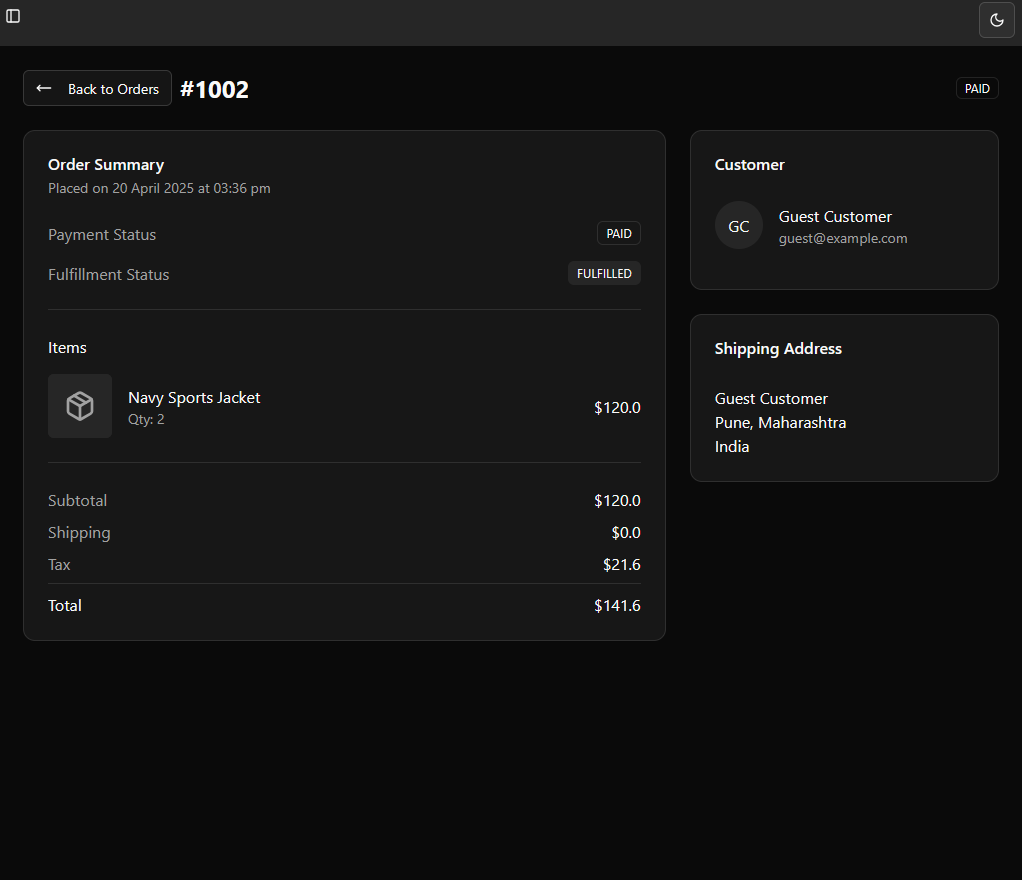 Back to Orders
#1002
PAID
Order Summary
Placed on 20 April 2025 at 03:36 pm
Payment Status PAID
Fulfillment Status FULFILLED
Items
Navy Sports Jacket
Qty: 2
$120.0
Subtotal $120.0
Shipping $0.0
Tax $21.6
Total $141.6
Customer
GC
Guest Customer
guest@example.com
Shipping Address
Guest Customer
Pune, Maharashtra
India